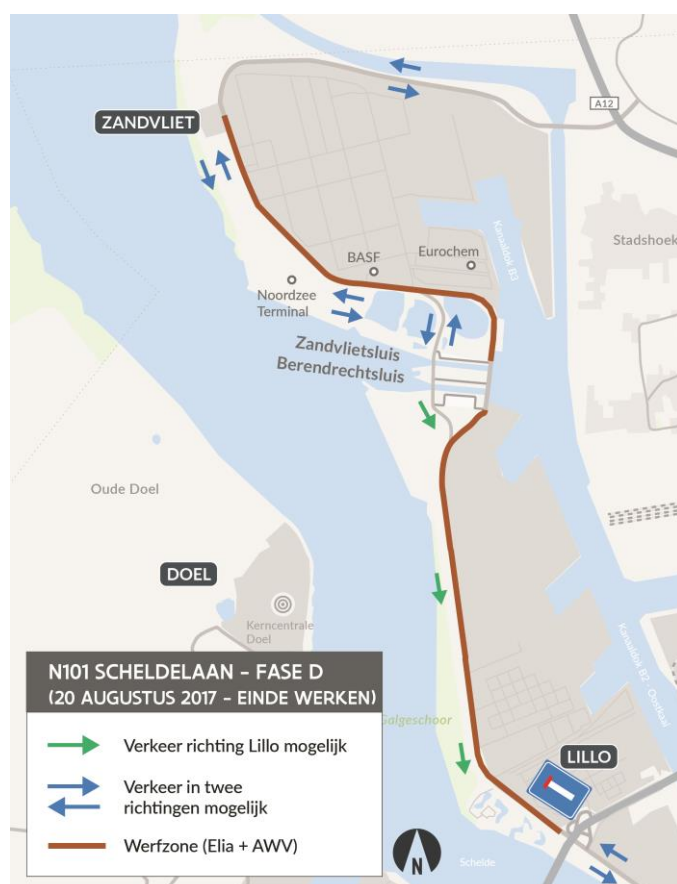 ZANDVLIET
A12
Stadshoek
Kanaaldok B3
BASF
Eurochem
Noordzee
Terminal
Zandvlietsluis
Berendrechtsluis
Oude Doel
DOEL
Kerncentrale
Doel
Kanaaldok B2 - Oostkaai
Galgeschoor
LILLO
Schelde
N
N101 SCHELDELAAN – FASE D
(20 AUGUSTUS 2017 – EINDE WERKEN)
Verkeer richting Lillo mogelijk
Verkeer in twee
richtingen mogelijk
Werfzone (Elia + AWV)